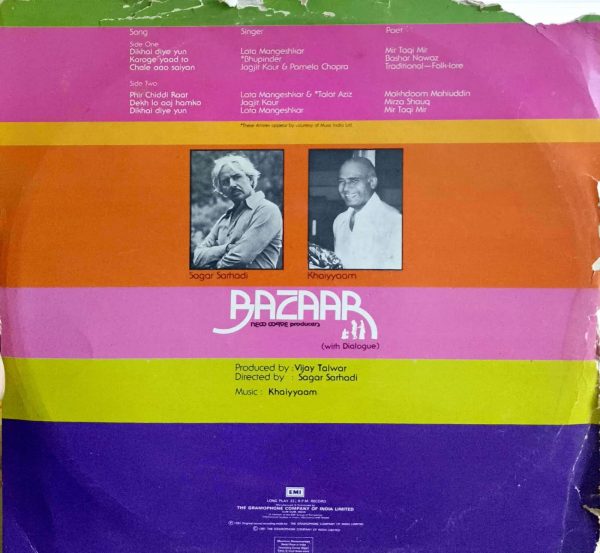 Song Singer Poet
Side One
Dikhai diye yun Lata Mangeshkar Mir Taqi Mir
Karoge yaad to *Bhupinder Bashar Nawaz
Chale aao saiyan Jagjit Kaur & Pamela Chopra Traditional—Folk-lore
Side Two
Phir Chiddi Raat Lata Mangeshkar & *Talat Aziz Makhdoom Mahiuddin
Dekh lo aaj hamko Jagjit Kaur Mirza Shauq
Dikhai diye yun Lata Mangeshkar Mir Taqi Mir
*These Artistes appear by courtesy of Music India Ltd.
Sagar Sarhadi Khaiyyaam
BAZAAR
new wave producers
(with Dialogue)
Produced by : Vijay Talwar
Directed by : Sagar Sarhadi
Music : Khaiyyaam
EMI
LONG PLAY 33⅓ R.P.M. RECORD
THE GRAMOPHONE COMPANY OF INDIA LIMITED